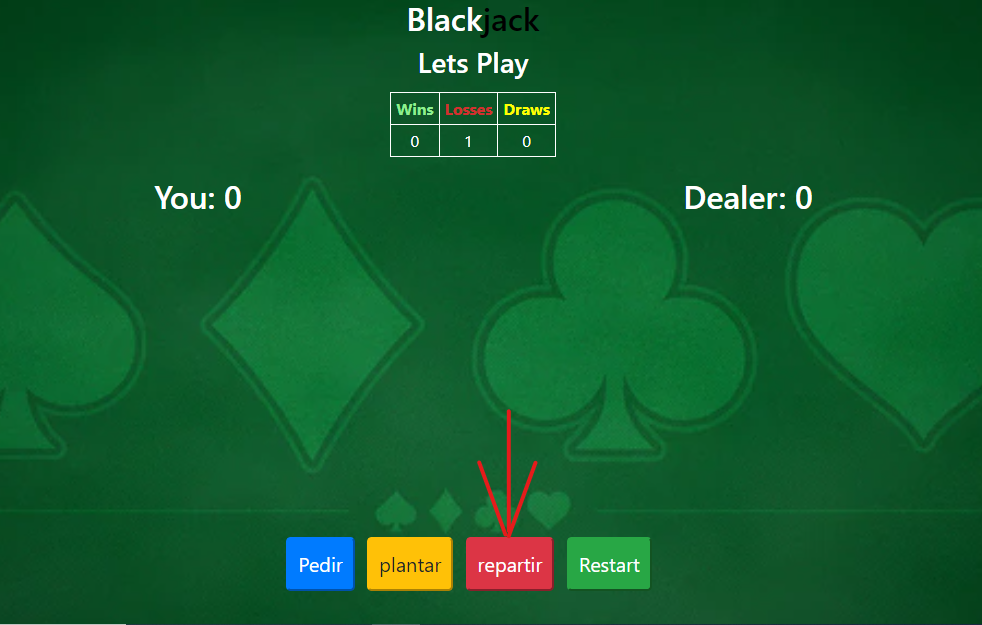 Blackjack
Lets Play
Wins Losses Draws
0 1 0
You: 0 Dealer: 0
Pedir plantar repartir Restart